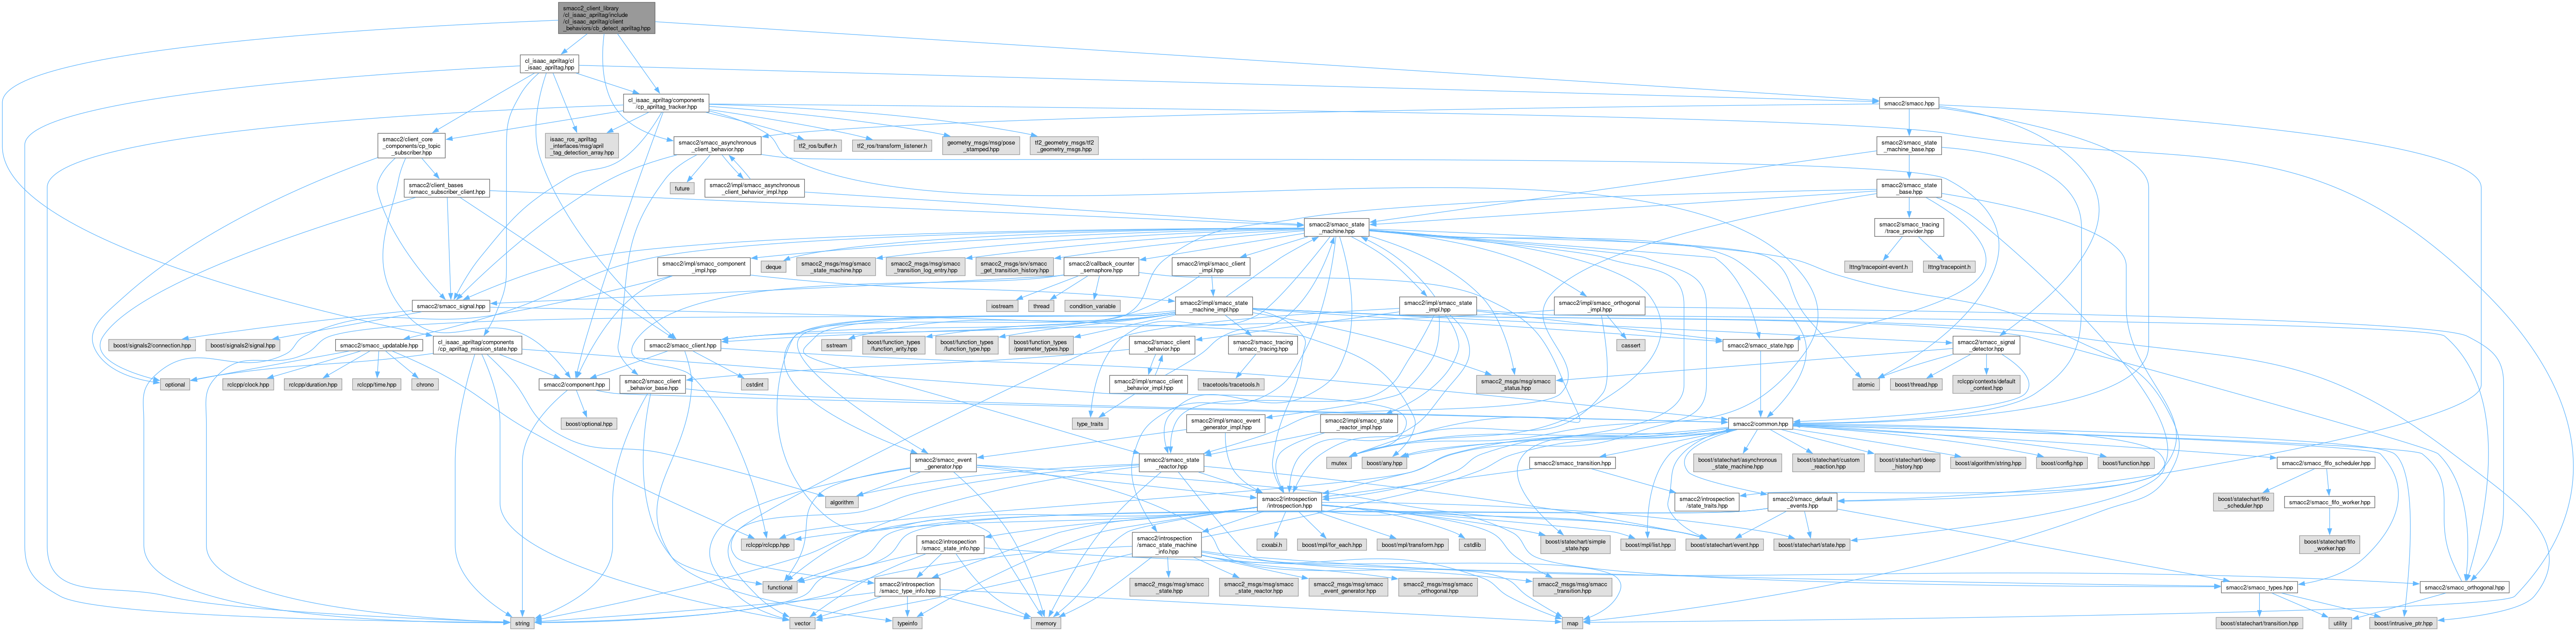 smacc2_client_library
/cl_isaac_apriltag/include
/cl_isaac_apriltag/client
_behaviors/cb_detect_apriltag.hpp
cl_isaac_apriltag/cl
_isaac_apriltag.hpp
cl_isaac_apriltag/components
/cp_apriltag_tracker.hpp
smacc2/smacc.hpp
smacc2/client_core
_components/cp_topic
_subscriber.hpp
isaac_ros_apriltag
_interfaces/msg/april
_tag_detection_array.hpp
smacc2/smacc_asynchronous
_client_behavior.hpp
tf2_ros/buffer.h
tf2_ros/transform_listener.h
geometry_msgs/msg/pose
_stamped.hpp
tf2_geometry_msgs/tf2
_geometry_msgs.hpp
smacc2/smacc_state
_machine_base.hpp
smacc2/client_bases
/smacc_subscriber_client.hpp
future
smacc2/impl/smacc_asynchronous
_client_behavior_impl.hpp
smacc2/smacc_state
_base.hpp
smacc2/smacc_state
_machine.hpp
smacc2/smacc_tracing
/trace_provider.hpp
smacc2/impl/smacc_component
_impl.hpp
deque
smacc2_msgs/msg/smacc
_state_machine.hpp
smacc2_msgs/msg/smacc
_transition_log_entry.hpp
smacc2_msgs/srv/smacc
_get_transition_history.hpp
smacc2/callback_counter
_semaphore.hpp
smacc2/impl/smacc_client
_impl.hpp
lttng/tracepoint-event.h
lttng/tracepoint.h
smacc2/smacc_signal.hpp
iostream
thread
condition_variable
smacc2/impl/smacc_state
_machine_impl.hpp
smacc2/impl/smacc_state
_impl.hpp
smacc2/impl/smacc_orthogonal
_impl.hpp
boost/signals2/connection.hpp
boost/signals2/signal.hpp
smacc2/smacc_updatable.hpp
cl_isaac_apriltag/components
/cp_apriltag_mission_state.hpp
smacc2/smacc_client.hpp
sstream
boost/function_types
/function_arity.hpp
boost/function_types
/function_type.hpp
boost/function_types
/parameter_types.hpp
smacc2/smacc_tracing
/smacc_tracing.hpp
smacc2/smacc_client
_behavior.hpp
cassert
smacc2/smacc_state.hpp
smacc2/smacc_signal
_detector.hpp
optional
rclcpp/clock.hpp
rclcpp/duration.hpp
rclcpp/time.hpp
chrono
smacc2/component.hpp
smacc2/smacc_client
_behavior_base.hpp
cstdint
smacc2/impl/smacc_client
_behavior_impl.hpp
tracetools/tracetools.h
smacc2_msgs/msg/smacc
_status.hpp
atomic
boost/thread.hpp
rclcpp/contexts/default
_context.hpp
boost/optional.hpp
type_traits
smacc2/impl/smacc_event
_generator_impl.hpp
smacc2/impl/smacc_state
_reactor_impl.hpp
smacc2/common.hpp
smacc2/smacc_event
_generator.hpp
smacc2/smacc_state
_reactor.hpp
mutex
boost/any.hpp
smacc2/smacc_transition.hpp
boost/statechart/asynchronous
_state_machine.hpp
boost/statechart/custom
_reaction.hpp
boost/statechart/deep
_history.hpp
boost/algorithm/string.hpp
boost/config.hpp
boost/function.hpp
smacc2/smacc_fifo_scheduler.hpp
algorithm
smacc2/introspection
/introspection.hpp
smacc2/introspection
/state_traits.hpp
smacc2/smacc_default
_events.hpp
boost/statechart/fifo
_scheduler.hpp
smacc2/smacc_fifo_worker.hpp
rclcpp/rclcpp.hpp
smacc2/introspection
/smacc_state_info.hpp
smacc2/introspection
/smacc_state_machine
_info.hpp
cxxabi.h
boost/mpl/for_each.hpp
boost/mpl/transform.hpp
cstdlib
boost/statechart/simple
_state.hpp
boost/mpl/list.hpp
boost/statechart/event.hpp
boost/statechart/state.hpp
boost/statechart/fifo
_worker.hpp
functional
smacc2/introspection
/smacc_type_info.hpp
smacc2_msgs/msg/smacc
_state.hpp
smacc2_msgs/msg/smacc
_state_reactor.hpp
smacc2_msgs/msg/smacc
_event_generator.hpp
smacc2_msgs/msg/smacc
_orthogonal.hpp
smacc2_msgs/msg/smacc
_transition.hpp
smacc2/smacc_types.hpp
smacc2/smacc_orthogonal.hpp
string
vector
typeinfo
memory
map
boost/statechart/transition.hpp
utility
boost/intrusive_ptr.hpp